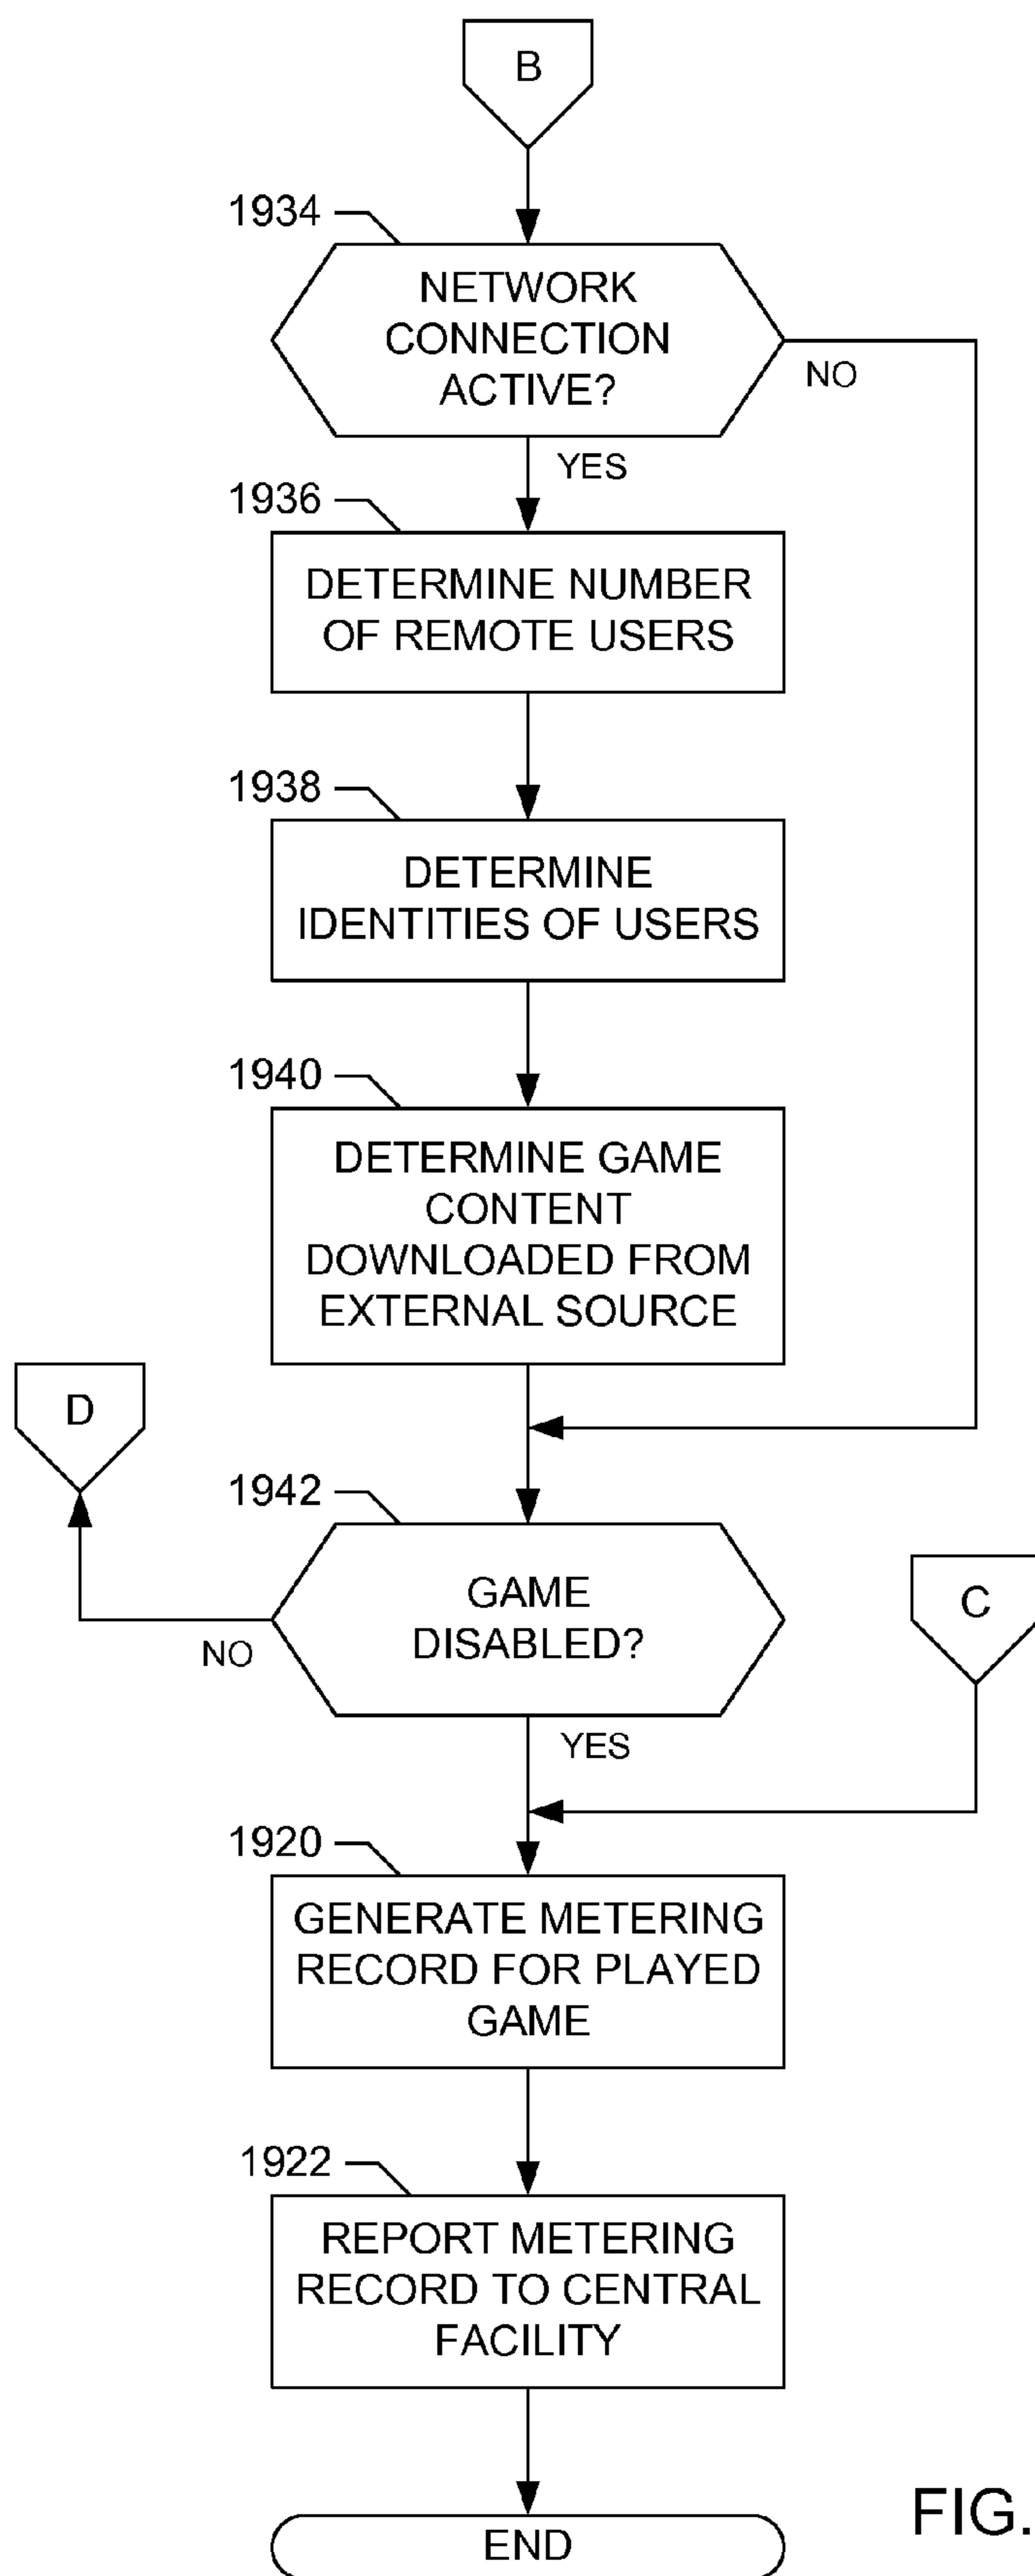 B
1934
NETWORK
CONNECTION
ACTIVE?
NO
YES
1936
DETERMINE NUMBER
OF REMOTE USERS
1938
DETERMINE
IDENTITIES OF USERS
1940
DETERMINE GAME
CONTENT
DOWNLOADED FROM
EXTERNAL SOURCE
D
1942
GAME
DISABLED?
C
NO
YES
1920
GENERATE METERING
RECORD FOR PLAYED
GAME
1922
REPORT METERING
RECORD TO CENTRAL
FACILITY
FIG.
END